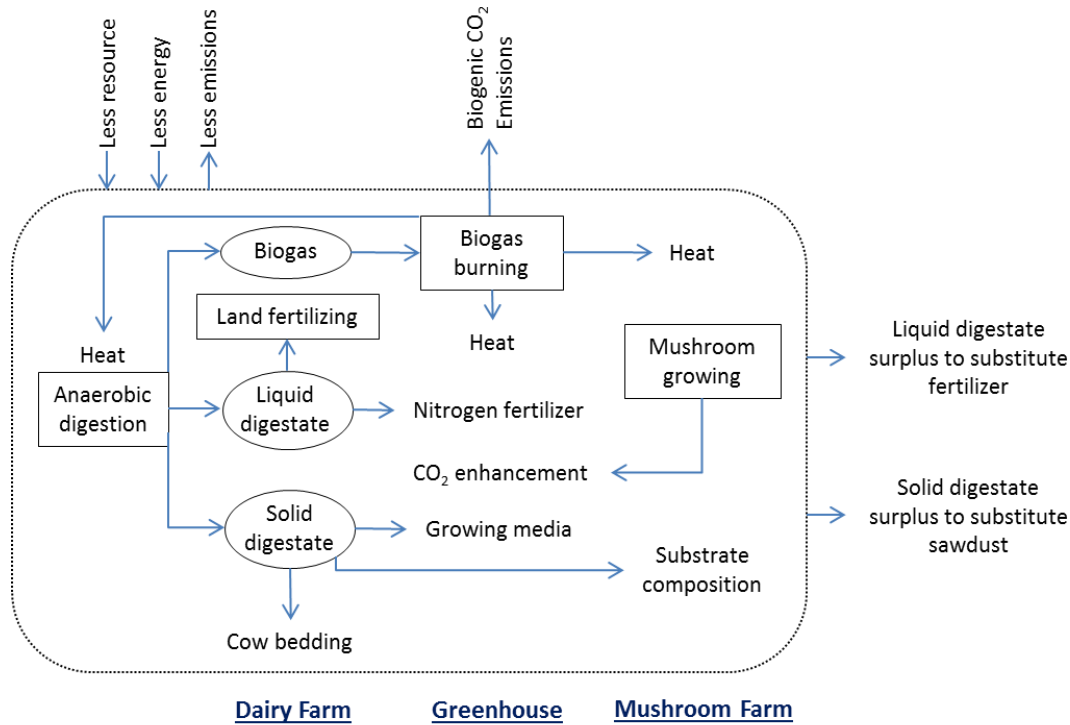 Less resource
Less energy
Less emissions
Biogenic CO₂
Emissions
Biogas
Biogas
burning
Heat
Land fertilizing
Heat
Heat
Mushroom
growing
Liquid digestate
surplus to substitute
fertilizer
Anaerobic
digestion
Liquid
digestate
Nitrogen fertilizer
CO₂ enhancement
Solid
digestate
Growing media
Solid digestate
surplus to substitute
sawdust
Substrate
composition
Cow bedding
Dairy Farm
Greenhouse
Mushroom Farm